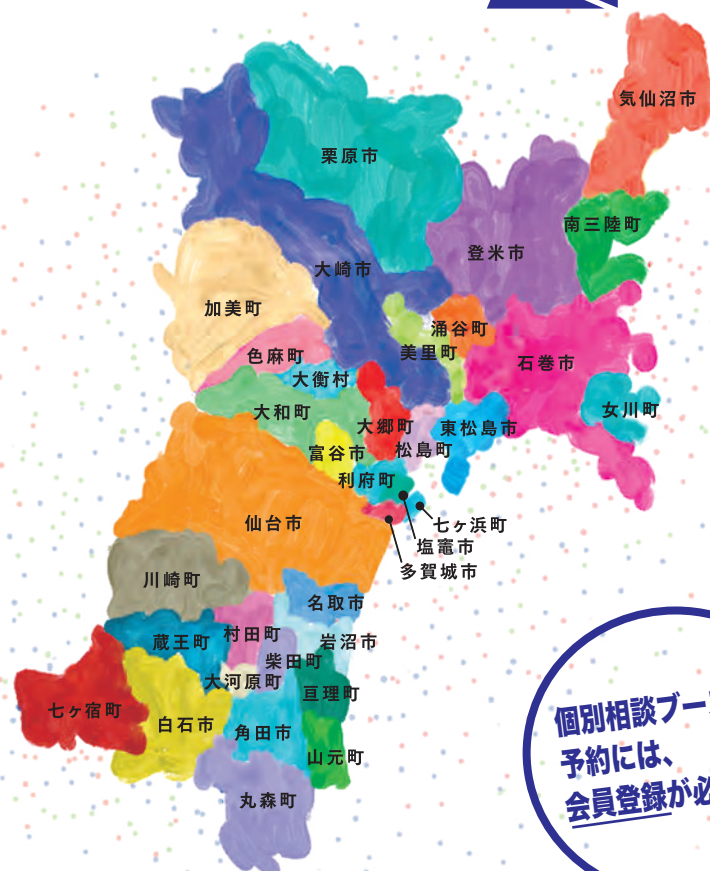 気仙沼市
栗原市
南三陸町
登米市
大崎市
加美町
涌谷町
美里町
色麻町
石巻市
大衡村
大和町
女川町
大郷町
東松島市
松島町
富谷市
利府町
仙台市
七ヶ浜町
塩竈市
多賀城市
川崎町
名取市
村田町
蔵王町
岩沼市
柴田町
大河原町
亘理町
七ヶ宿町
白石市
角田市
山元町
丸森町
個別相談ブー
予約には、
会員登録が必